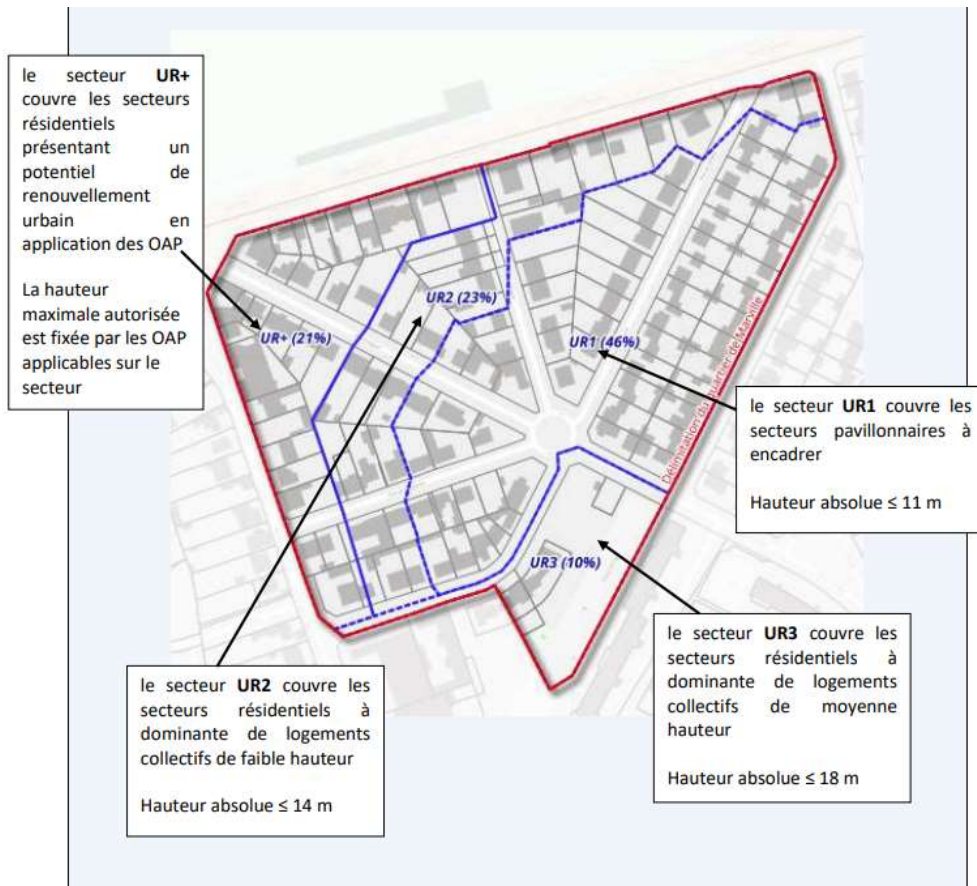 le secteur UR+
couvre les secteurs
résidentiels
présentant un
potentiel de
renouvellement
urbain en
application des OAP
La hauteur
maximale autorisée
est fixée par les OAP
applicables sur le
secteur
UR+ (21%)
UR2 (23%)
UR1 (46%)
UR3 (10%)
Délimitation du quartier de Marville
le secteur UR1 couvre les
secteurs pavillonnaires à
encadrer
Hauteur absolue ≤ 11 m
le secteur UR2 couvre les
secteurs résidentiels à
dominante de logements
collectifs de faible hauteur
Hauteur absolue ≤ 14 m
le secteur UR3 couvre les
secteurs résidentiels à
dominante de logements
collectifs de moyenne
hauteur
Hauteur absolue ≤ 18 m